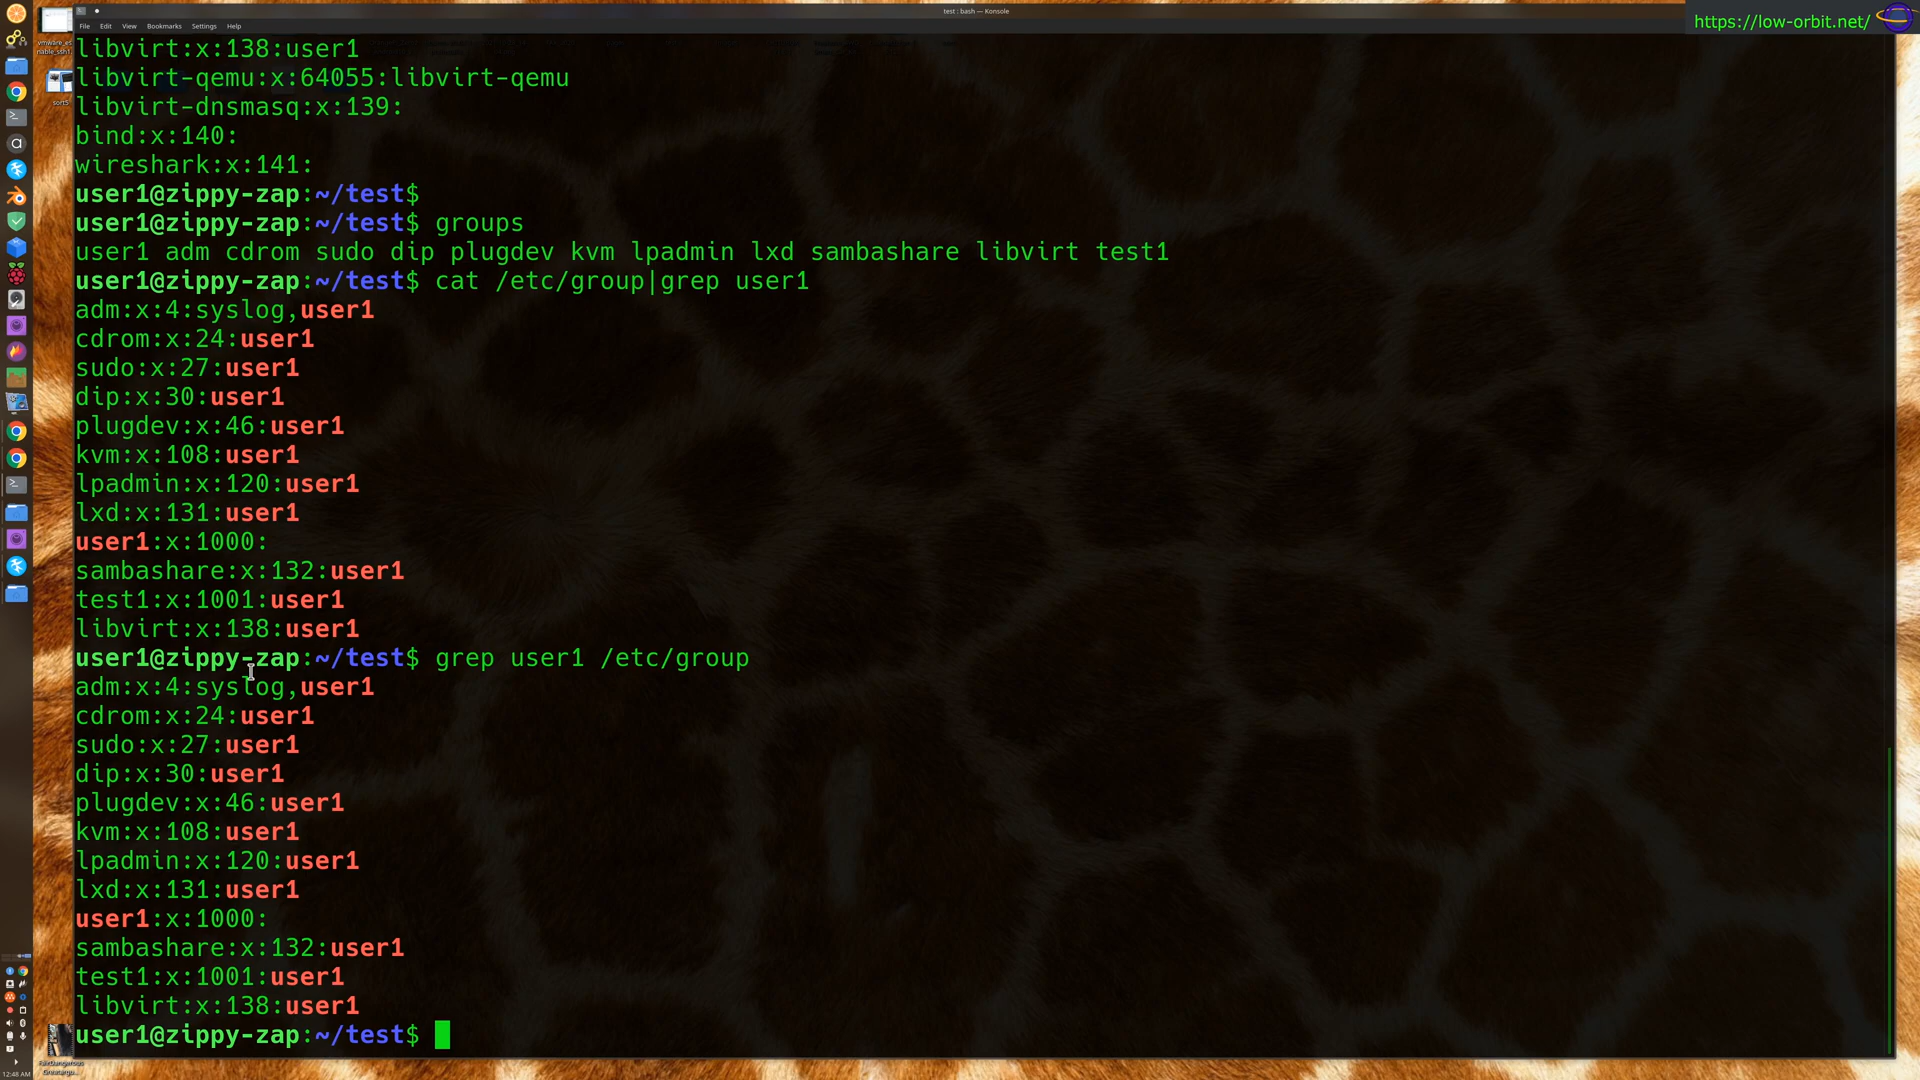 test : bash — Konsole
https://low-orbit.net/
File Edit View Bookmarks Settings Help
libvirt:x:138:user1
libvirt-qemu:x:64055:libvirt-qemu
libvirt-dnsmasq:x:139:
bind:x:140:
wireshark:x:141:
user1@zippy-zap:~/test$
user1@zippy-zap:~/test$ groups
user1 adm cdrom sudo dip plugdev kvm lpadmin lxd sambashare libvirt test1
user1@zippy-zap:~/test$ cat /etc/group|grep user1
adm:x:4:syslog,user1
cdrom:x:24:user1
sudo:x:27:user1
dip:x:30:user1
plugdev:x:46:user1
kvm:x:108:user1
lpadmin:x:120:user1
lxd:x:131:user1
user1:x:1000:
sambashare:x:132:user1
test1:x:1001:user1
libvirt:x:138:user1
user1@zippy-zap:~/test$ grep user1 /etc/group
adm:x:4:syslog,user1
cdrom:x:24:user1
sudo:x:27:user1
dip:x:30:user1
plugdev:x:46:user1
kvm:x:108:user1
lpadmin:x:120:user1
lxd:x:131:user1
user1:x:1000:
sambashare:x:132:user1
test1:x:1001:user1
libvirt:x:138:user1
user1@zippy-zap:~/test$
12:48 AM